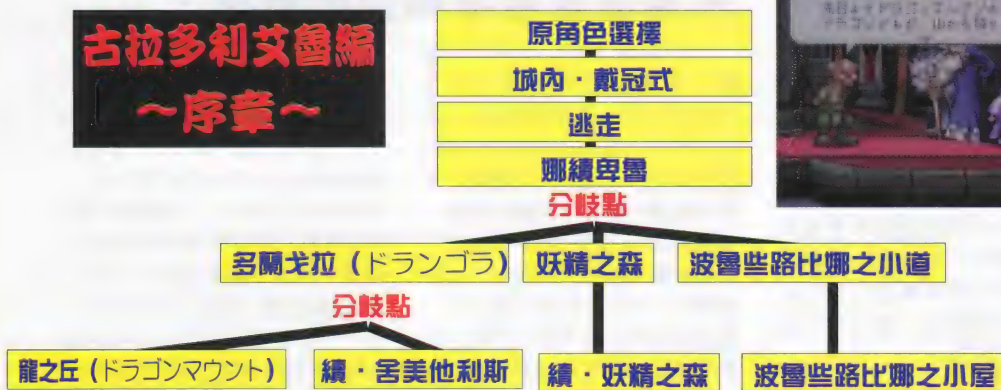 古拉多利艾魯編
～序章～
原角色選擇
城內・戴冠式
逃走
娜續卑魯
分岐點
多蘭戈拉（ドランゴラ）
妖精之森
波魯些路比娜之小道
分岐點
龍之丘（ドラゴンマウント）
續・舍美他利斯
續・妖精之森
波魯些路比娜之小屋